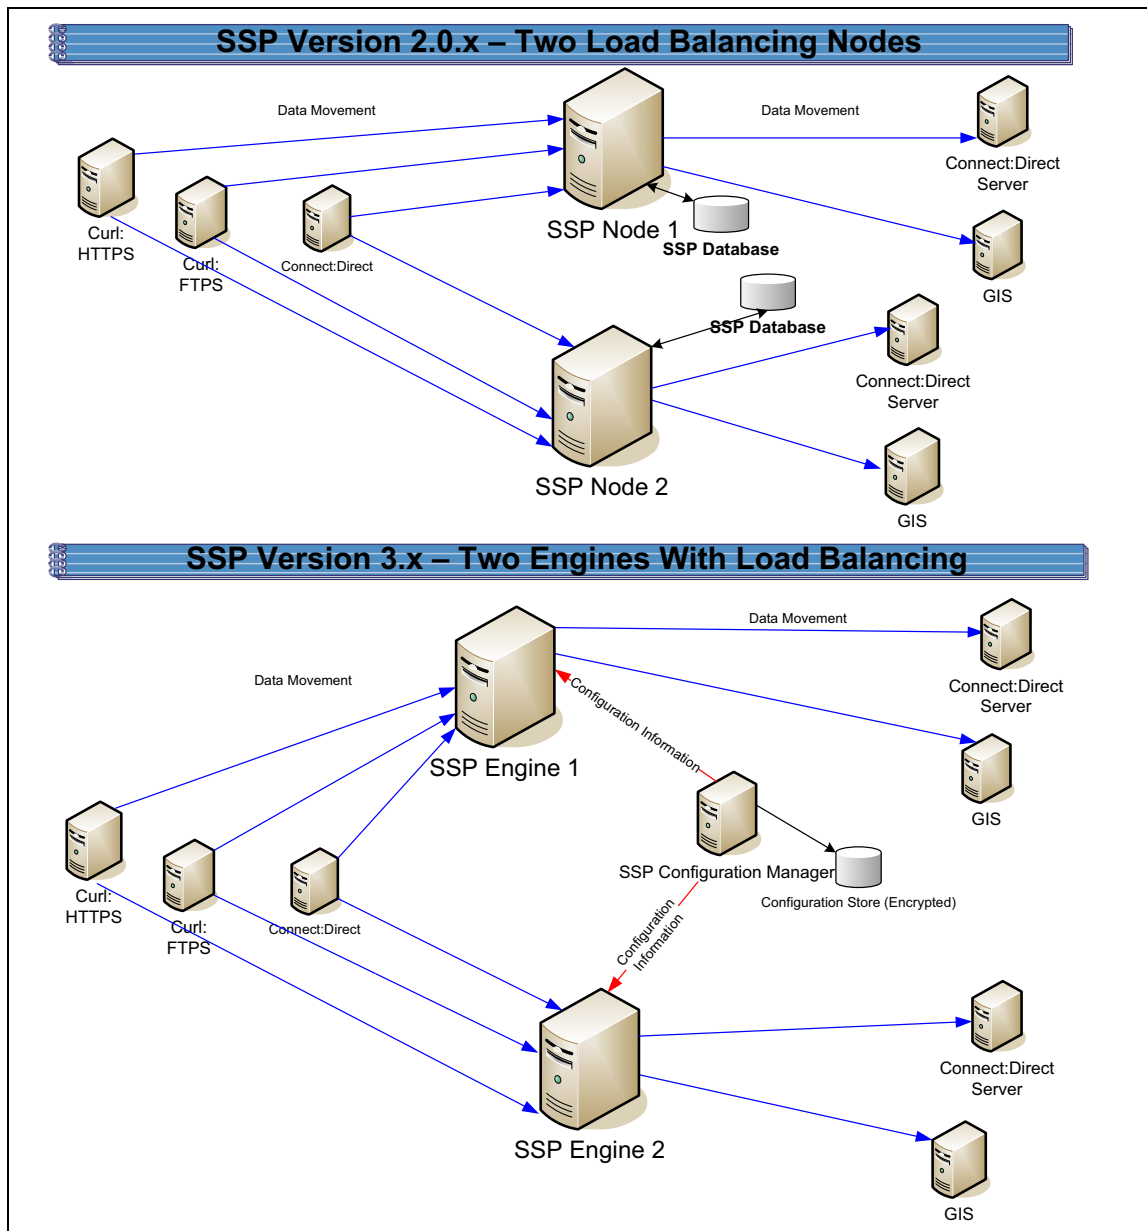 SSP Version 2.0.x – Two Load Balancing Nodes
Data Movement
Data Movement
Connect:Direct
Server
Curl:
HTTPS
Curl:
FTPS
Connect:Direct
SSP Node 1
SSP Database
GIS
SSP Database
Connect:Direct
Server
SSP Node 2
GIS
SSP Version 3.x – Two Engines With Load Balancing
Data Movement
Data Movement
Connect:Direct
Server
Configuration Information
SSP Engine 1
GIS
SSP Configuration Manager
Configuration Store (Encrypted)
Curl:
HTTPS
Curl:
FTPS
Connect:Direct
Configuration
Information
Connect:Direct
Server
SSP Engine 2
GIS